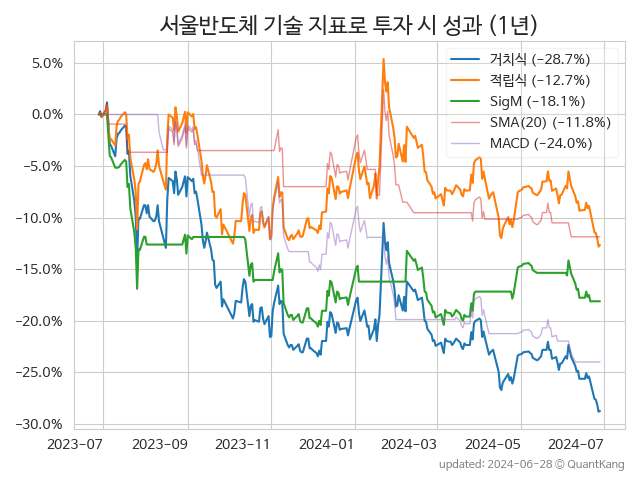 서울반도체 기술 지표로 투자 시 성과 (1년)
거치식 (−28.7%)
적립식 (−12.7%)
SigM (−18.1%)
SMA(20) (−11.8%)
MACD (−24.0%)
5.0%
0.0%
−5.0%
−10.0%
−15.0%
−20.0%
−25.0%
−30.0%
2023-07 2023-09 2023-11 2024-01 2024-03 2024-05 2024-07
updated: 2024-06-28 ⓒ QuantKang